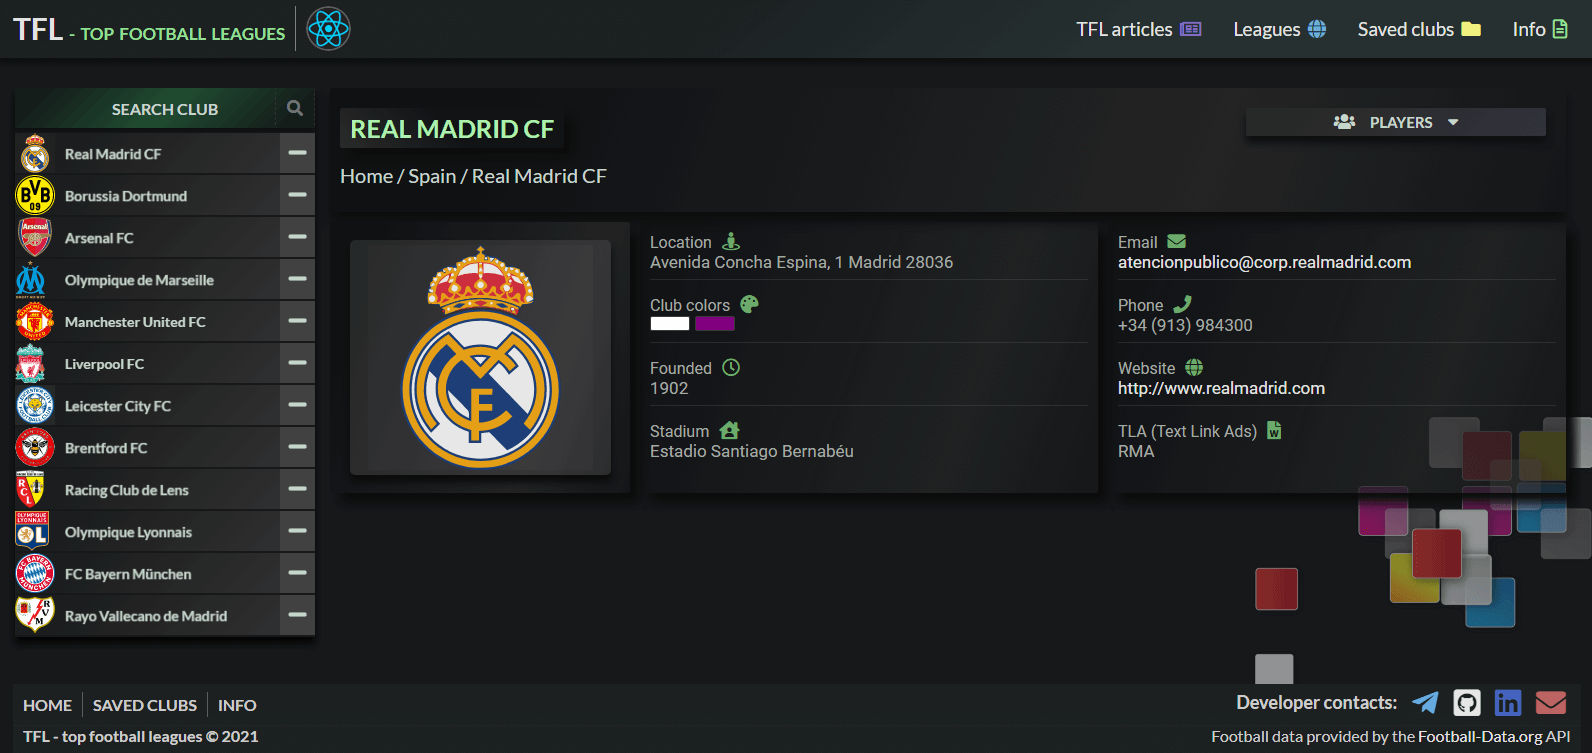 TFL - TOP FOOTBALL LEAGUES
TFL articles
Leagues
Saved clubs
Info
SEARCH CLUB
Real Madrid CF
Borussia Dortmund
Arsenal FC
Olympique de Marseille
Manchester United FC
Liverpool FC
Leicester City FC
Brentford FC
Racing Club de Lens
Olympique Lyonnais
FC Bayern München
Rayo Vallecano de Madrid
REAL MADRID CF
PLAYERS
Home / Spain / Real Madrid CF
Location
Avenida Concha Espina, 1 Madrid 28036
Club colors
Founded
1902
Stadium
Estadio Santiago Bernabéu
Email
atencionpublico@corp.realmadrid.com
Phone
+34 (913) 984300
Website
http://www.realmadrid.com
TLA (Text Link Ads)
RMA
HOME
SAVED CLUBS
INFO
TFL - top football leagues © 2021
Developer contacts:
Football data provided by the Football-Data.org API